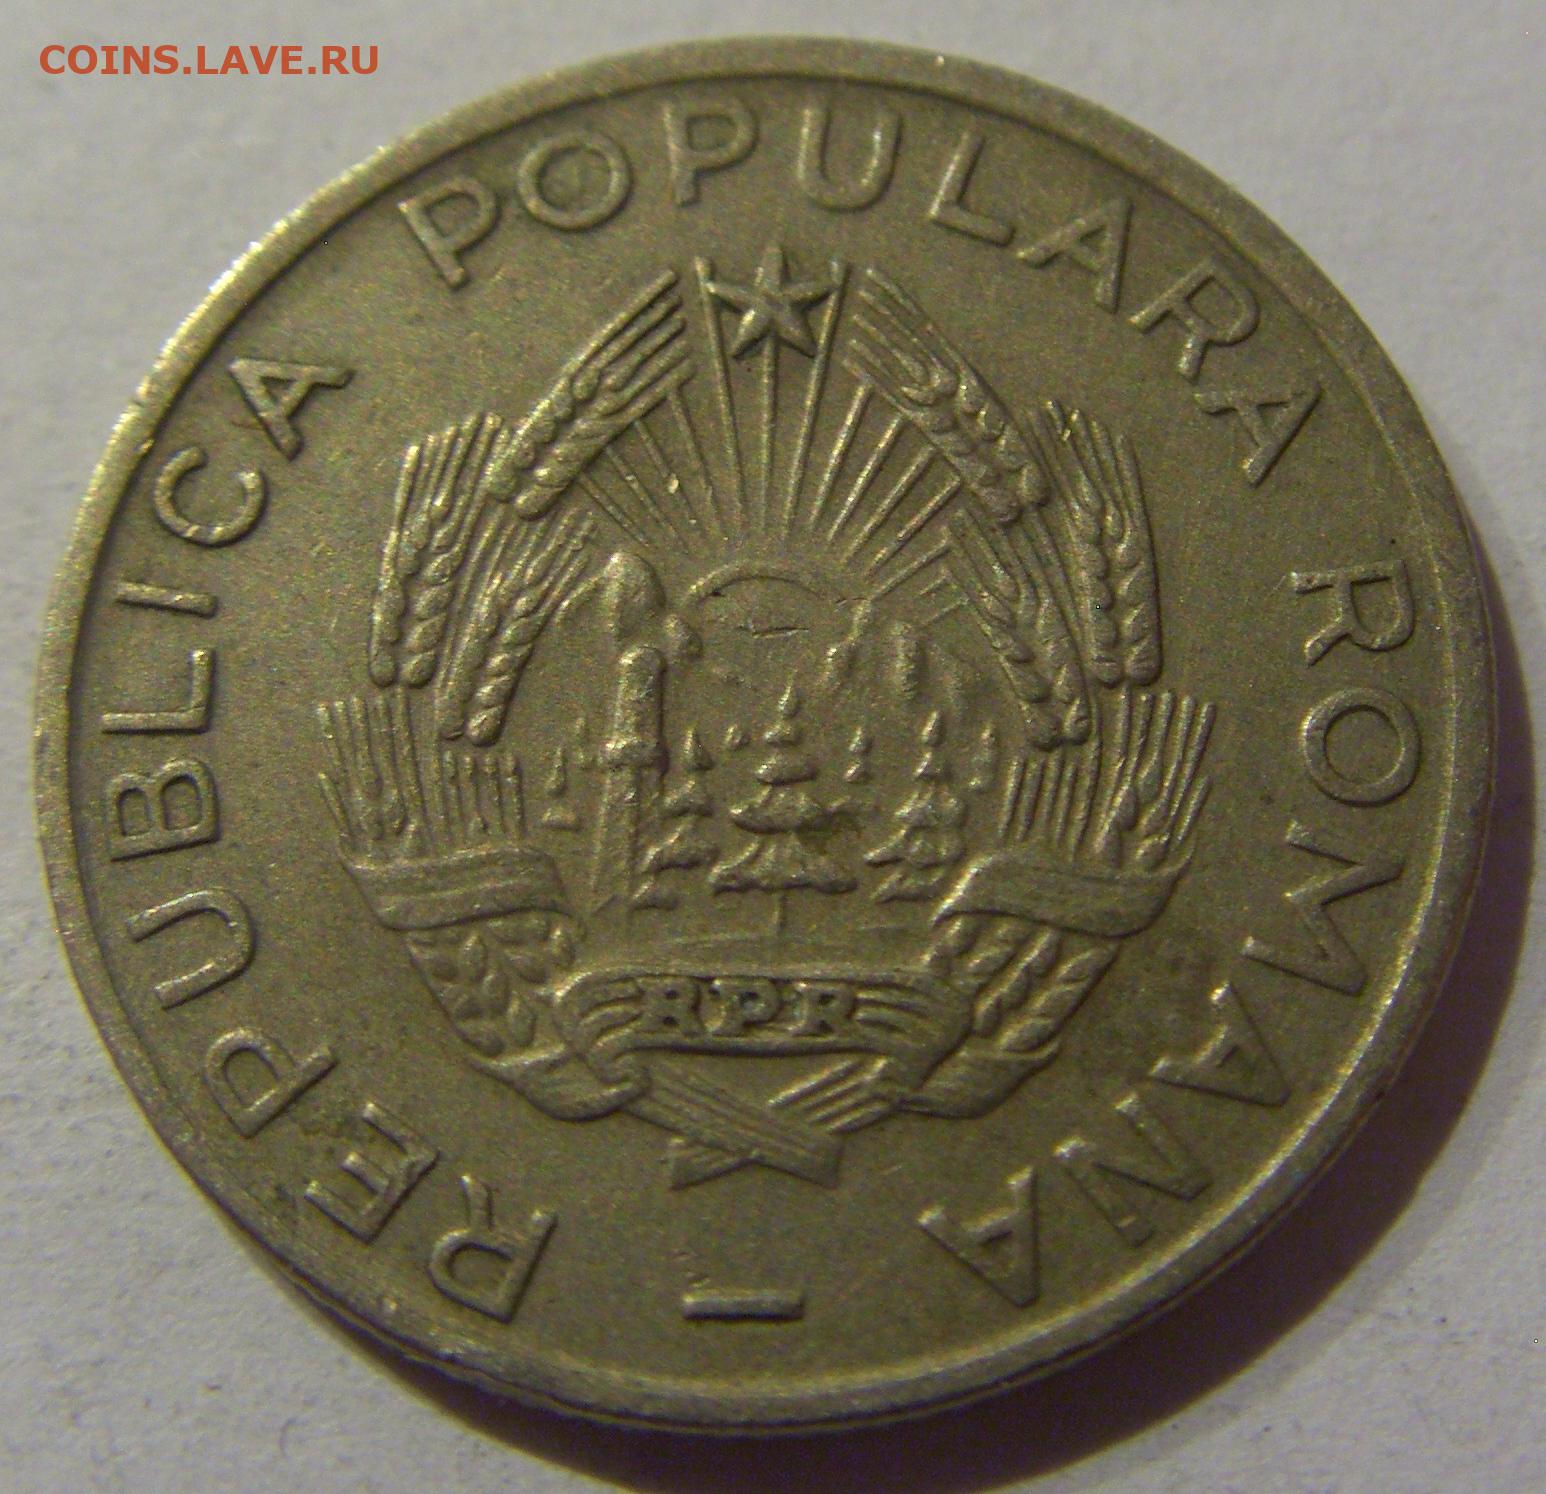 COINS.LAVE.RU
REPUBLICA POPULARA ROMANA
RPR